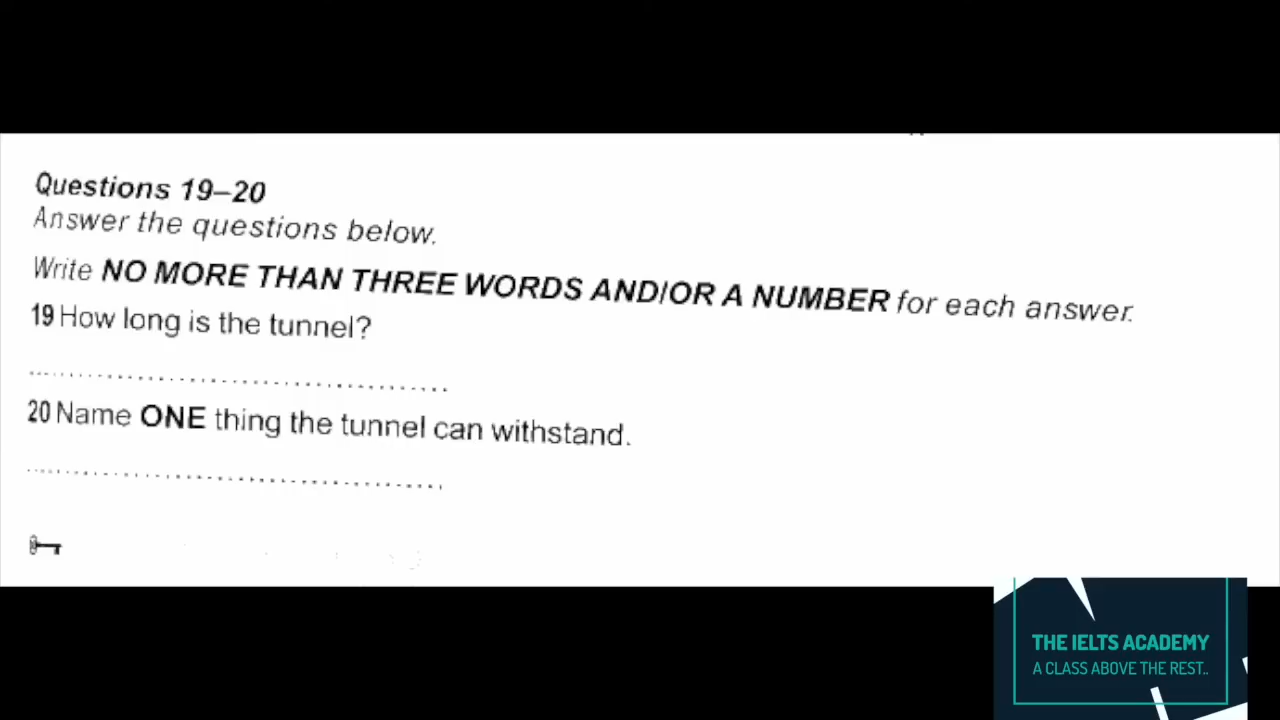 Questions 19–20
Answer the questions below.
Write NO MORE THAN THREE WORDS AND/OR A NUMBER for each answer.
19 How long is the tunnel?
................................................
20 Name ONE thing the tunnel can withstand.
................................................
THE IELTS ACADEMY
A CLASS ABOVE THE REST..